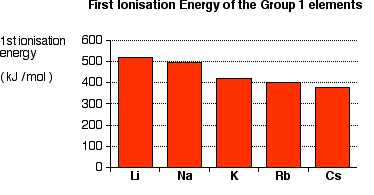 First Ionisation Energy of the Group 1 elements
1st ionisation
energy
( kJ / mol )
600
500
400
300
200
100
0
Li Na K Rb Cs